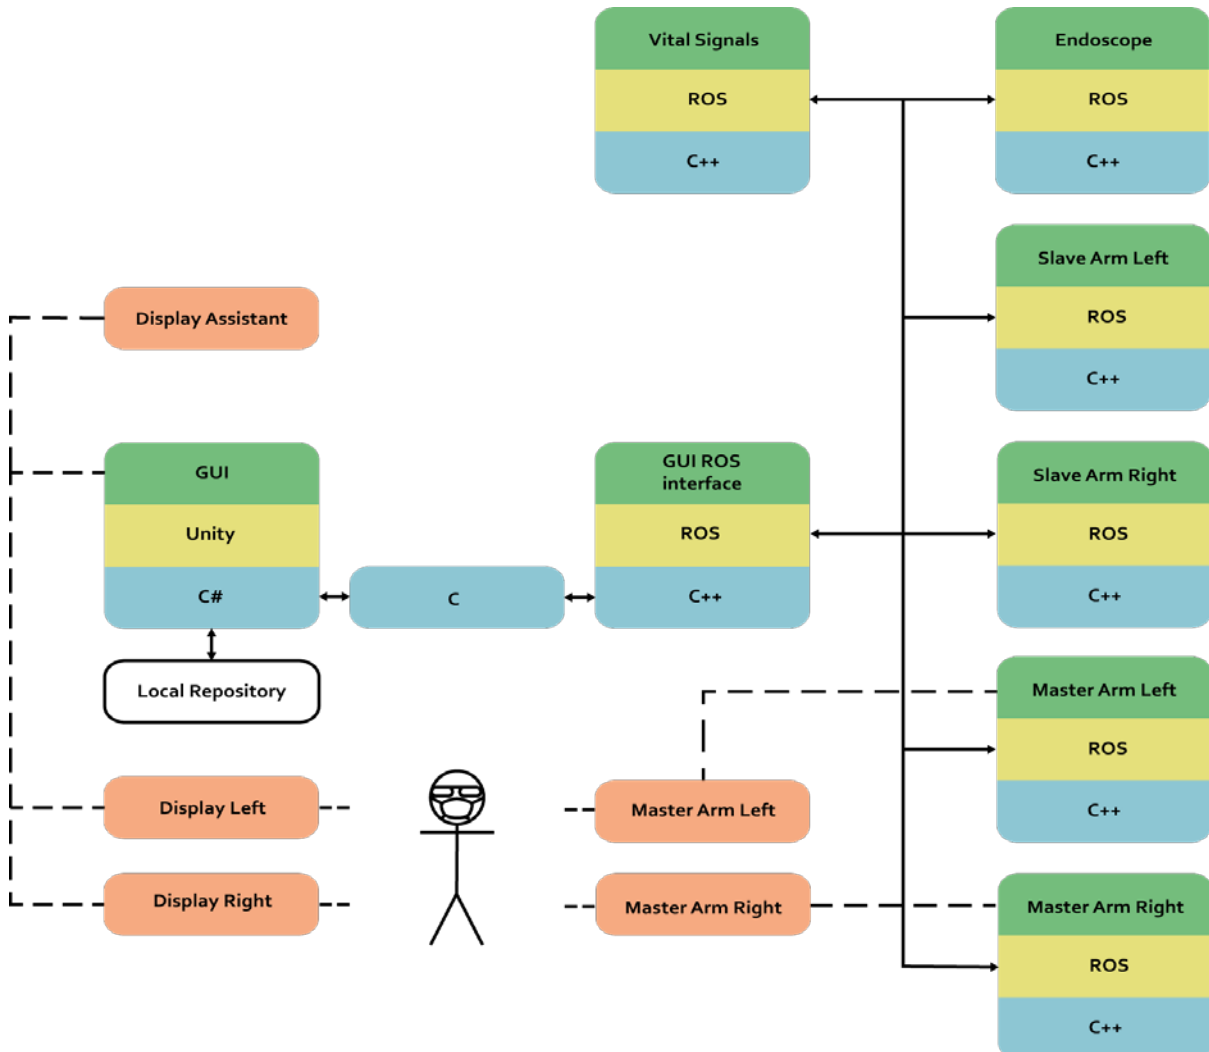 Vital Signals
ROS
C++
Endoscope
ROS
C++
Slave Arm Left
ROS
C++
Display Assistant
GUI
Unity
C#
C
GUI ROS
interface
ROS
C++
Slave Arm Right
ROS
C++
Local Repository
Master Arm Left
ROS
C++
Display Left
Master Arm Left
Display Right
Master Arm Right
Master Arm Right
ROS
C++